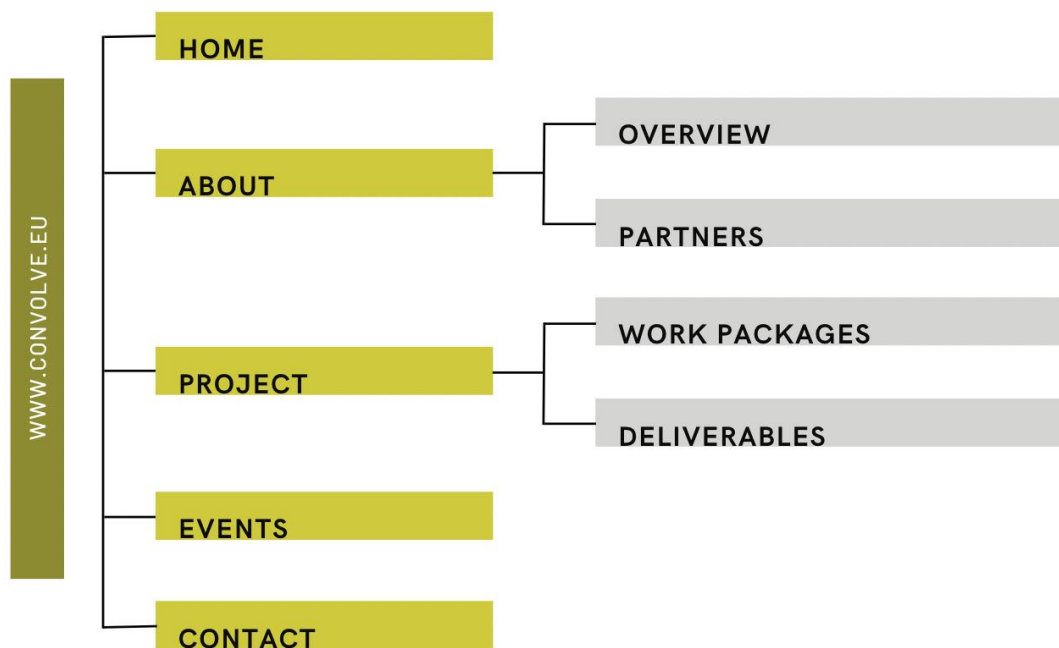 WWW.CONVOLVE.EU
HOME
ABOUT
OVERVIEW
PARTNERS
PROJECT
WORK PACKAGES
DELIVERABLES
EVENTS
CONTACT